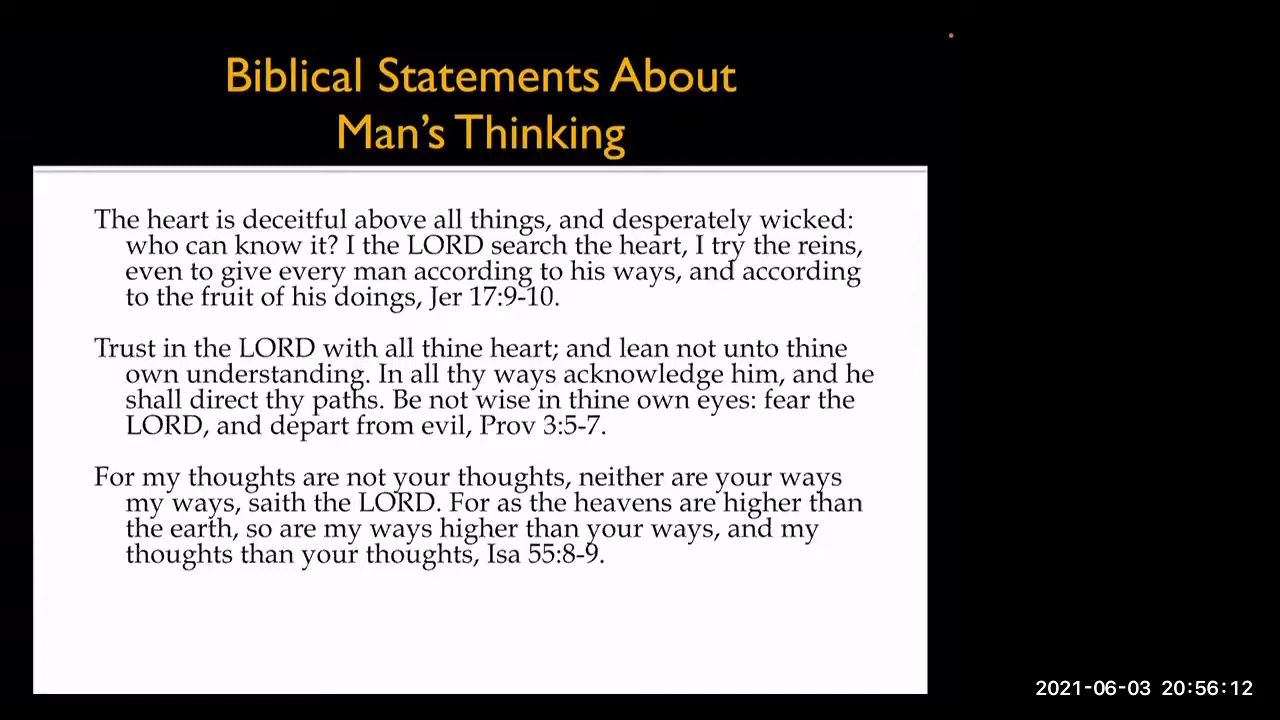 Biblical Statements About
Man’s Thinking
The heart is deceitful above all things, and desperately wicked:
who can know it? I the LORD search the heart, I try the reins,
even to give every man according to his ways, and according
to the fruit of his doings, Jer 17:9-10.
Trust in the LORD with all thine heart; and lean not unto thine
own understanding. In all thy ways acknowledge him, and he
shall direct thy paths. Be not wise in thine own eyes: fear the
LORD, and depart from evil, Prov 3:5-7.
For my thoughts are not your thoughts, neither are your ways
my ways, saith the LORD. For as the heavens are higher than
the earth, so are my ways higher than your ways, and my
thoughts than your thoughts, Isa 55:8-9.
2021-06-03 20:56:12